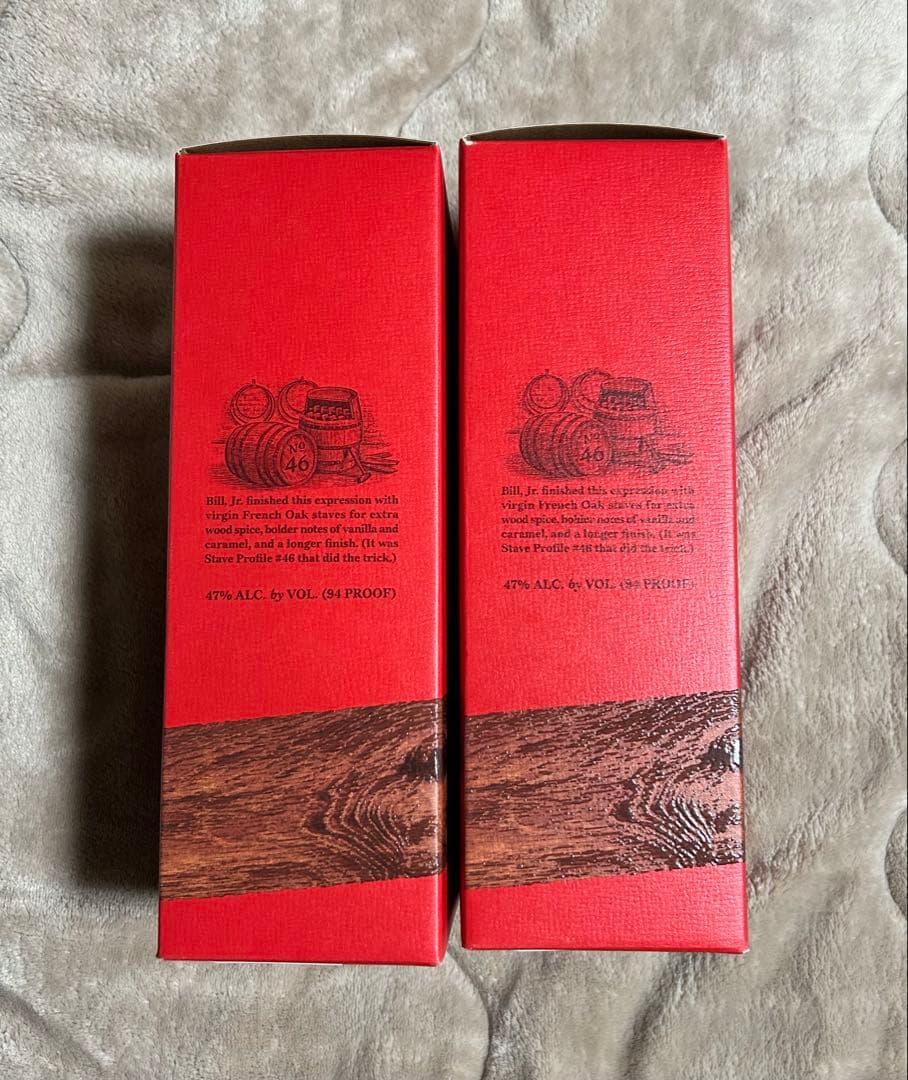 No
46
Bill, Jr. finished this expression with
virgin French Oak staves for extra
wood spice, bolder notes of vanilla and
caramel, and a longer finish. (It was
Stave Profile #46 that did the trick.)
47% ALC. by VOL. (94 PROOF)
No
46
Bill, Jr. finished this expression with
virgin French Oak staves for extra
wood spice, bolder notes of vanilla and
caramel, and a longer finish. (It was
Stave Profile #46 that did the trick.)
47% ALC. by VOL. (94 PROOF)